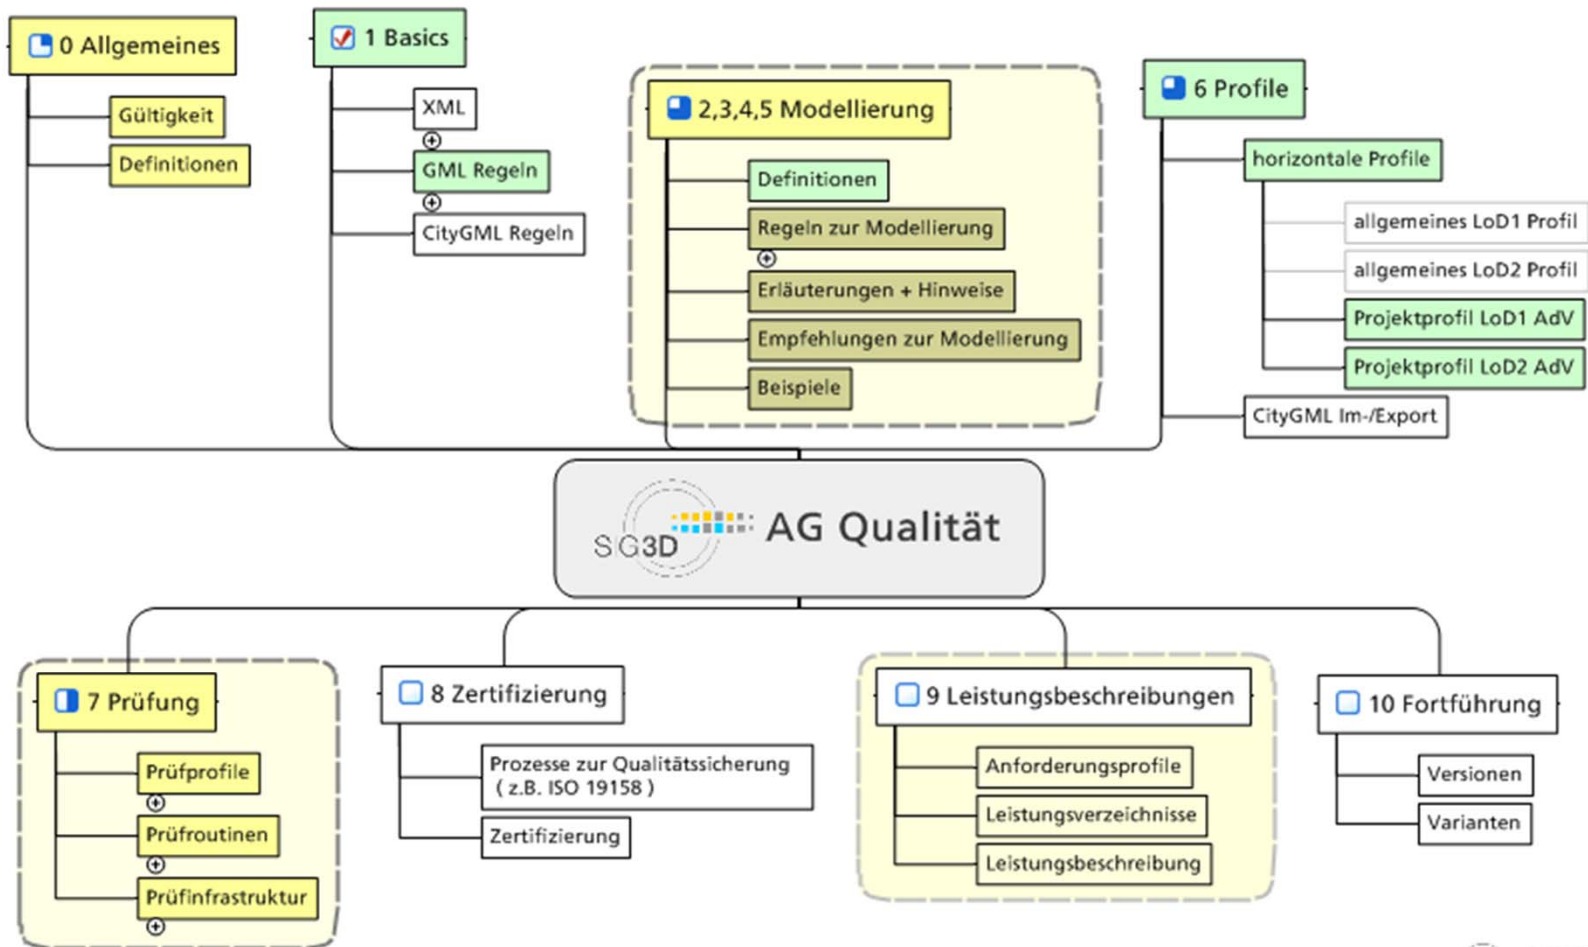 0 Allgemeines
Gültigkeit
Definitionen
1 Basics
XML
GML Regeln
CityGML Regeln
2,3,4,5 Modellierung
Definitionen
Regeln zur Modellierung
Erläuterungen + Hinweise
Empfehlungen zur Modellierung
Beispiele
6 Profile
horizontale Profile
allgemeines LoD1 Profil
allgemeines LoD2 Profil
Projektprofil LoD1 AdV
Projektprofil LoD2 AdV
CityGML Im-/Export
SIG3D
AG Qualität
7 Prüfung
Prüfprofile
Prüfroutinen
Prüfinfrastruktur
8 Zertifizierung
Prozesse zur Qualitätssicherung
( z.B. ISO 19158 )
Zertifizierung
9 Leistungsbeschreibungen
Anforderungsprofile
Leistungsverzeichnisse
Leistungsbeschreibung
10 Fortführung
Versionen
Varianten